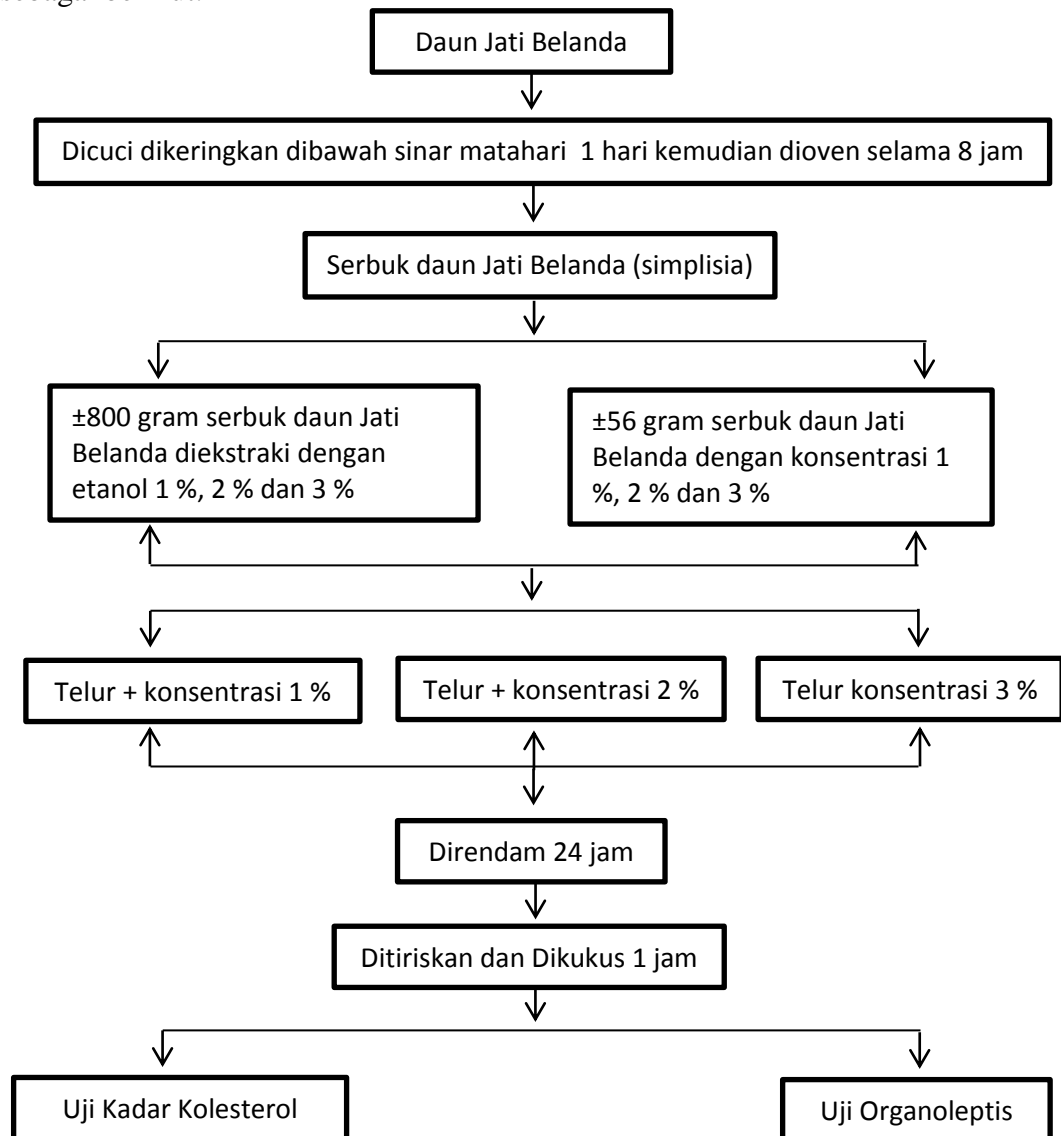 Daun Jati Belanda
Dicuci dikeringkan dibawah sinar matahari 1 hari kemudian dioven selama 8 jam
Serbuk daun Jati Belanda (simplisia)
±800 gram serbuk daun Jati
Belanda diekstraki dengan
etanol 1 %, 2 % dan 3 %
±56 gram serbuk daun Jati
Belanda dengan konsentrasi 1
%, 2 % dan 3 %
Telur + konsentrasi 1 %
Telur + konsentrasi 2 %
Telur konsentrasi 3 %
Direndam 24 jam
Ditiriskan dan Dikukus 1 jam
Uji Kadar Kolesterol
Uji Organoleptis